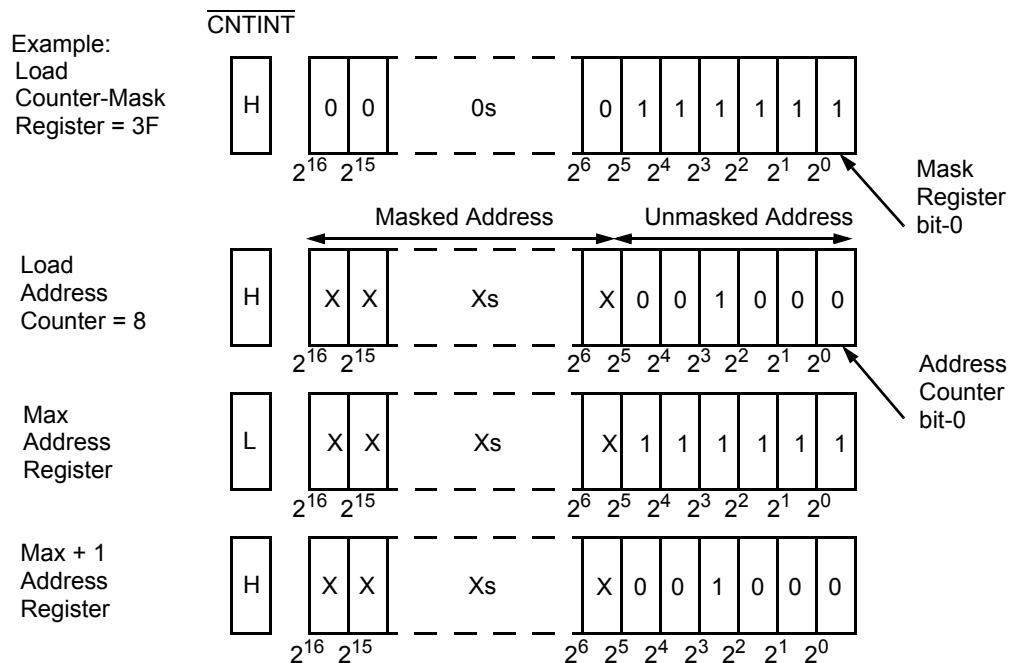 CNTINT
Example:
Load
Counter-Mask
Register = 3F
H
0 0 0s 0 1 1 1 1 1 1
2^16 2^15 2^6 2^5 2^4 2^3 2^2 2^1 2^0
Mask
Register
bit-0
Masked Address Unmasked Address
Load
Address
Counter = 8
H
X X Xs X 0 0 1 0 0 0
2^16 2^15 2^6 2^5 2^4 2^3 2^2 2^1 2^0
Address
Counter
bit-0
Max
Address
Register
L
X X Xs X 1 1 1 1 1 1
2^16 2^15 2^6 2^5 2^4 2^3 2^2 2^1 2^0
Max + 1
Address
Register
H
X X Xs X 0 0 1 0 0 0
2^16 2^15 2^6 2^5 2^4 2^3 2^2 2^1 2^0